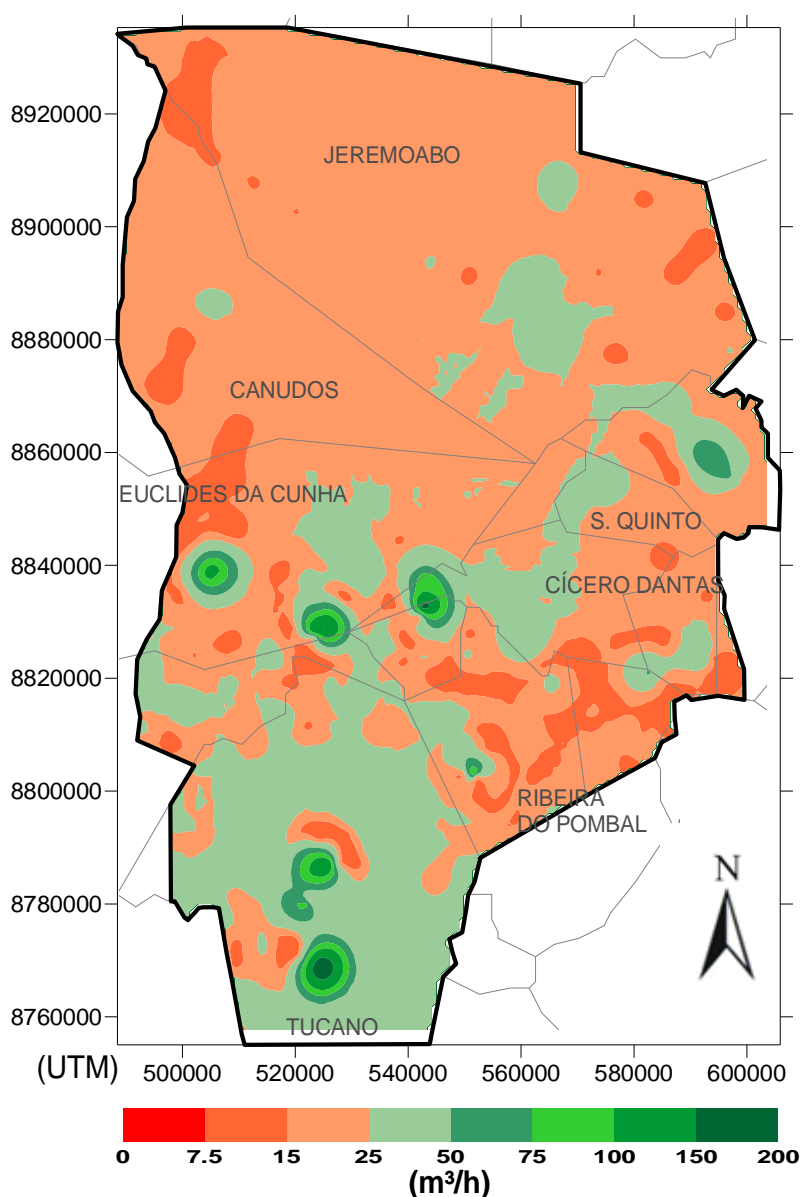 8920000
JEREMOABO
8900000
8880000
CANUDOS
8860000
EUCLIDES DA CUNHA
S. QUINTO
8840000
CÍCERO DANTAS
8820000
8800000
RIBEIRA
DO POMBAL
N
8780000
8760000
TUCANO
(UTM)
500000 520000 540000 560000 580000 600000
0 7.5 15 25 50 75 100 150 200
(m³/h)